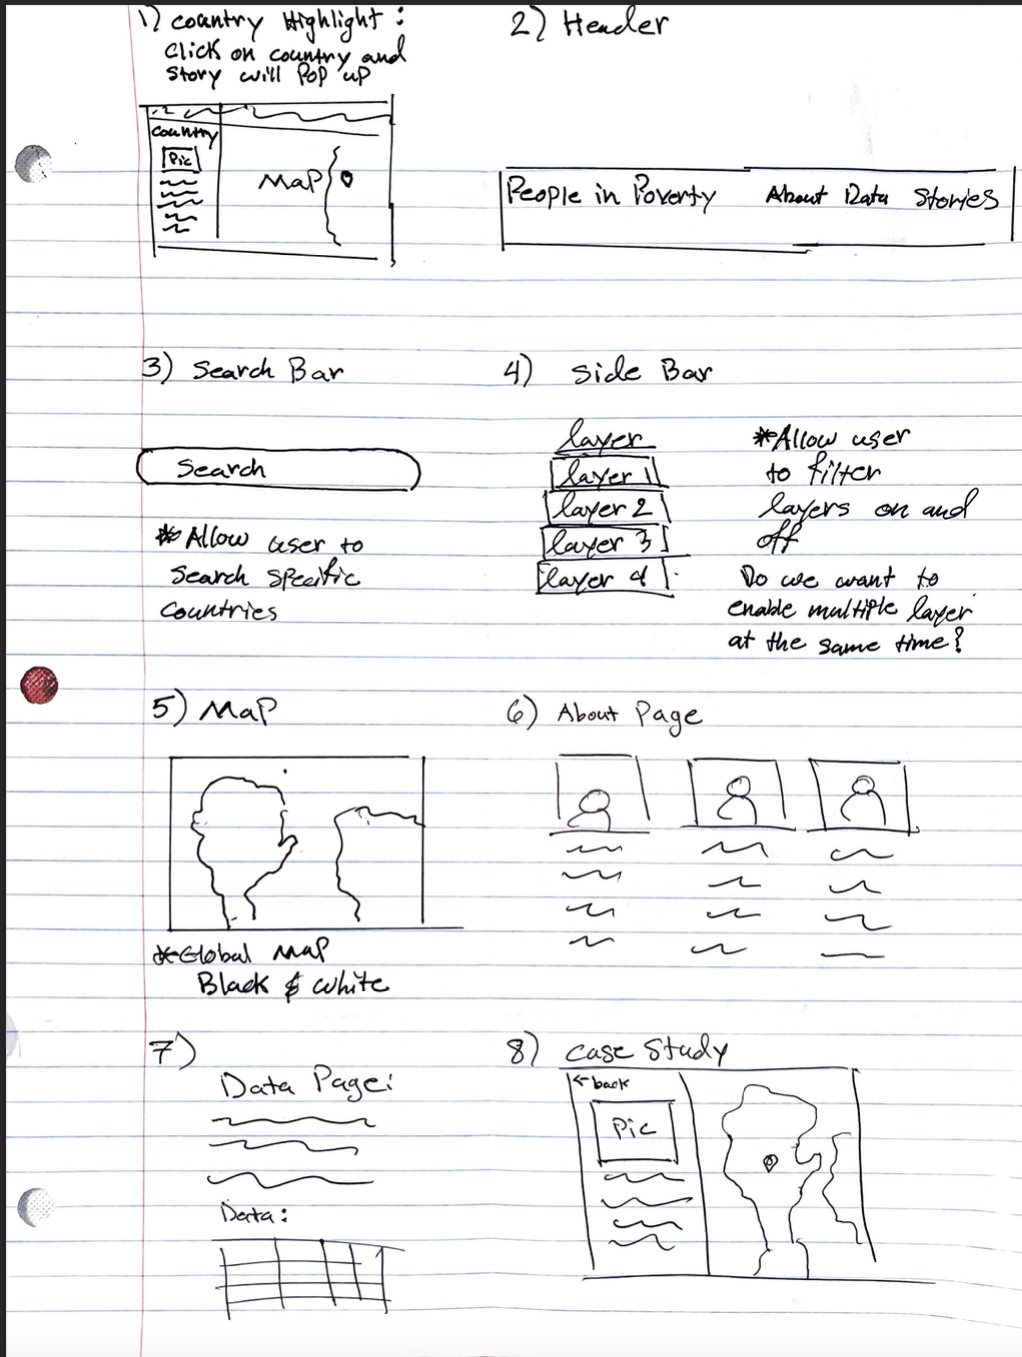 1) Country Highlight:
Click on country and
Story will Pop up
Country
Pic
Map
2) Header
People in Poverty About Data Stories
3) Search Bar
Search
*Allow user to
Search specific
Countries
4) Side Bar
layer
layer 1
layer 2
layer 3
layer 4
*Allow user
to filter
layers on and
off
Do we want to
enable multiple layer
at the same time?
5) Map
*Global Map
Black & White
6) About Page
7)
Data Page:
Data:
8) Case Study
← back
Pic